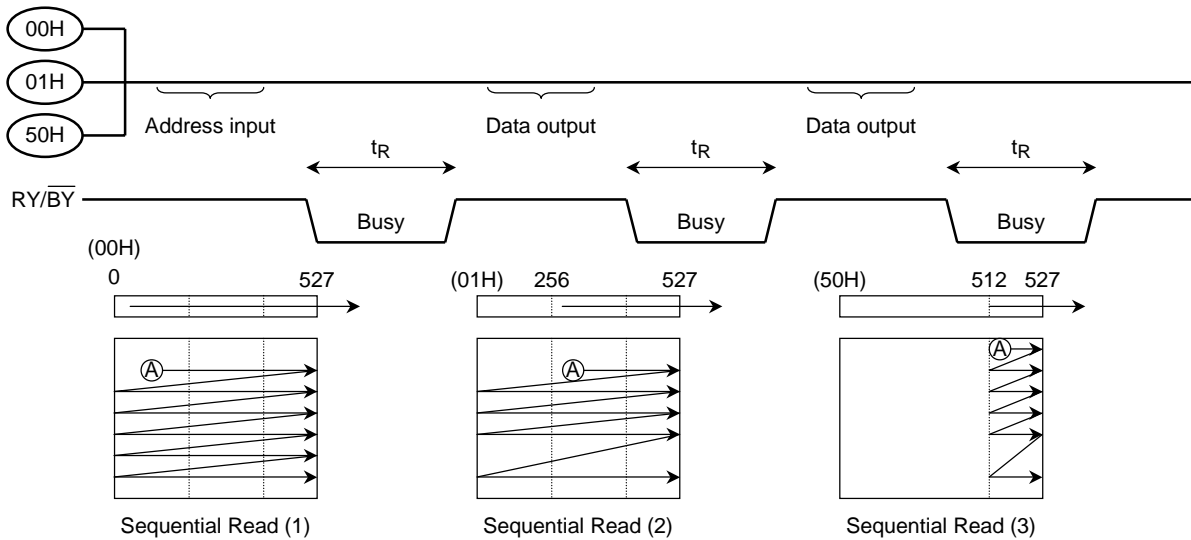 00H
01H
50H
Address input
Data output
Data output
tR
tR
tR
RY/BY
Busy
Busy
Busy
(00H)
0 527
(01H) 256 527
(50H) 512 527
A
A
A
Sequential Read (1)
Sequential Read (2)
Sequential Read (3)